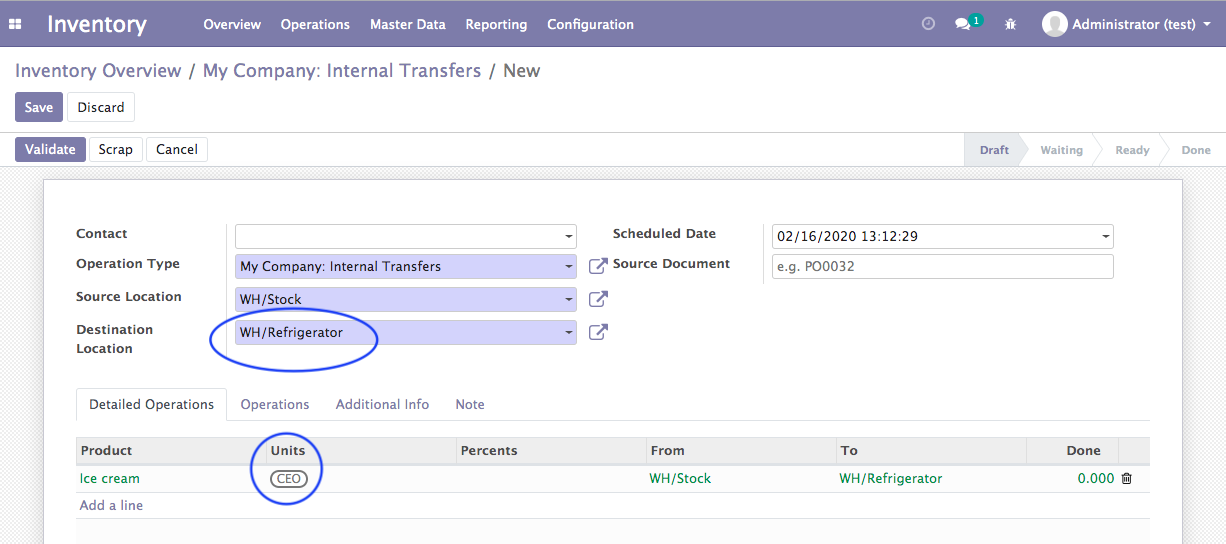 Inventory Overview Operations Master Data Reporting Configuration 1 Administrator (test)
Inventory Overview / My Company: Internal Transfers / New
Save Discard
Validate Scrap Cancel Draft Waiting Ready Done
Contact Scheduled Date 02/16/2020 13:12:29
Operation Type My Company: Internal Transfers Source Document e.g. PO0032
Source Location WH/Stock
Destination Location WH/Refrigerator
Detailed Operations Operations Additional Info Note
Product Units Percents From To Done
Ice cream CEO WH/Stock WH/Refrigerator 0.000
Add a line